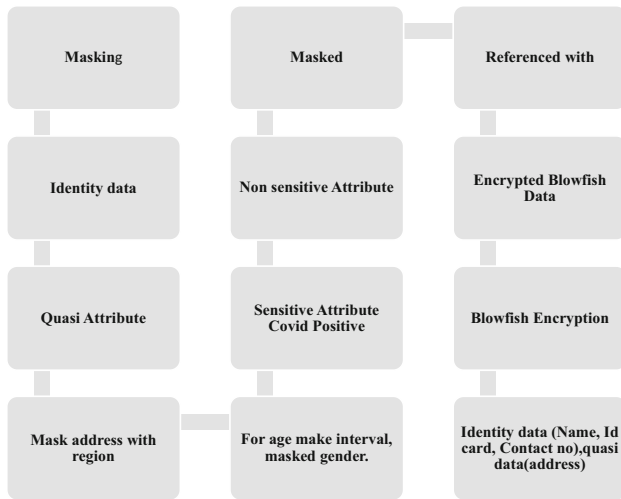 Masking
Identity data
Quasi Attribute
Mask address with
region
For age make interval,
masked gender.
Sensitive Attribute
Covid Positive
Non sensitive Attribute
Masked
Referenced with
Encrypted Blowfish
Data
Blowfish Encryption
Identity data (Name, Id
card, Contact no),quasi
data(address)